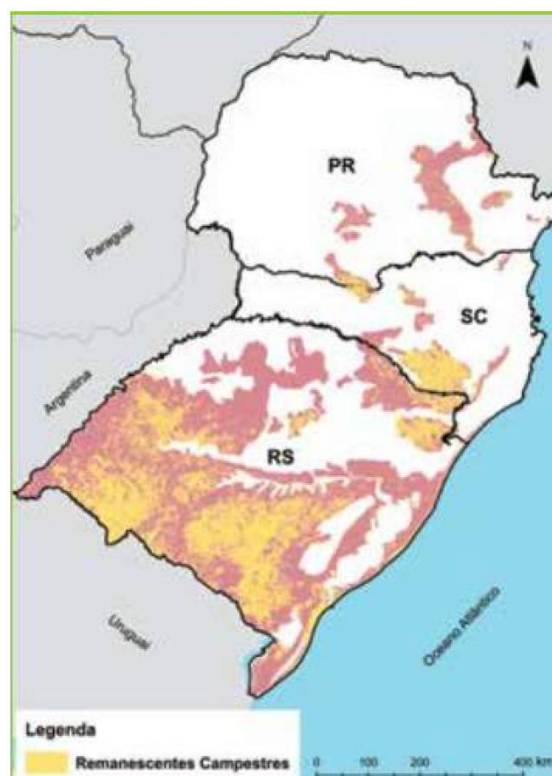 N
PR
Paraguai
SC
Argentina
RS
Uruguai
Oceano Atlântico
Legenda
Remanescentes Campestres
0 100 200 400 km